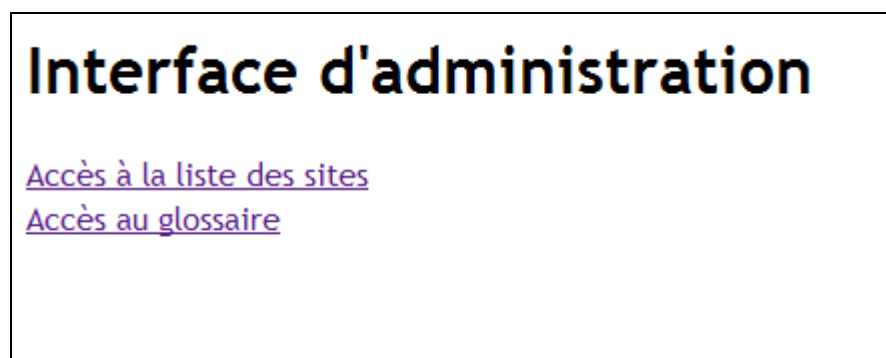 Interface d'administration
Accès à la liste des sites
Accès au glossaire